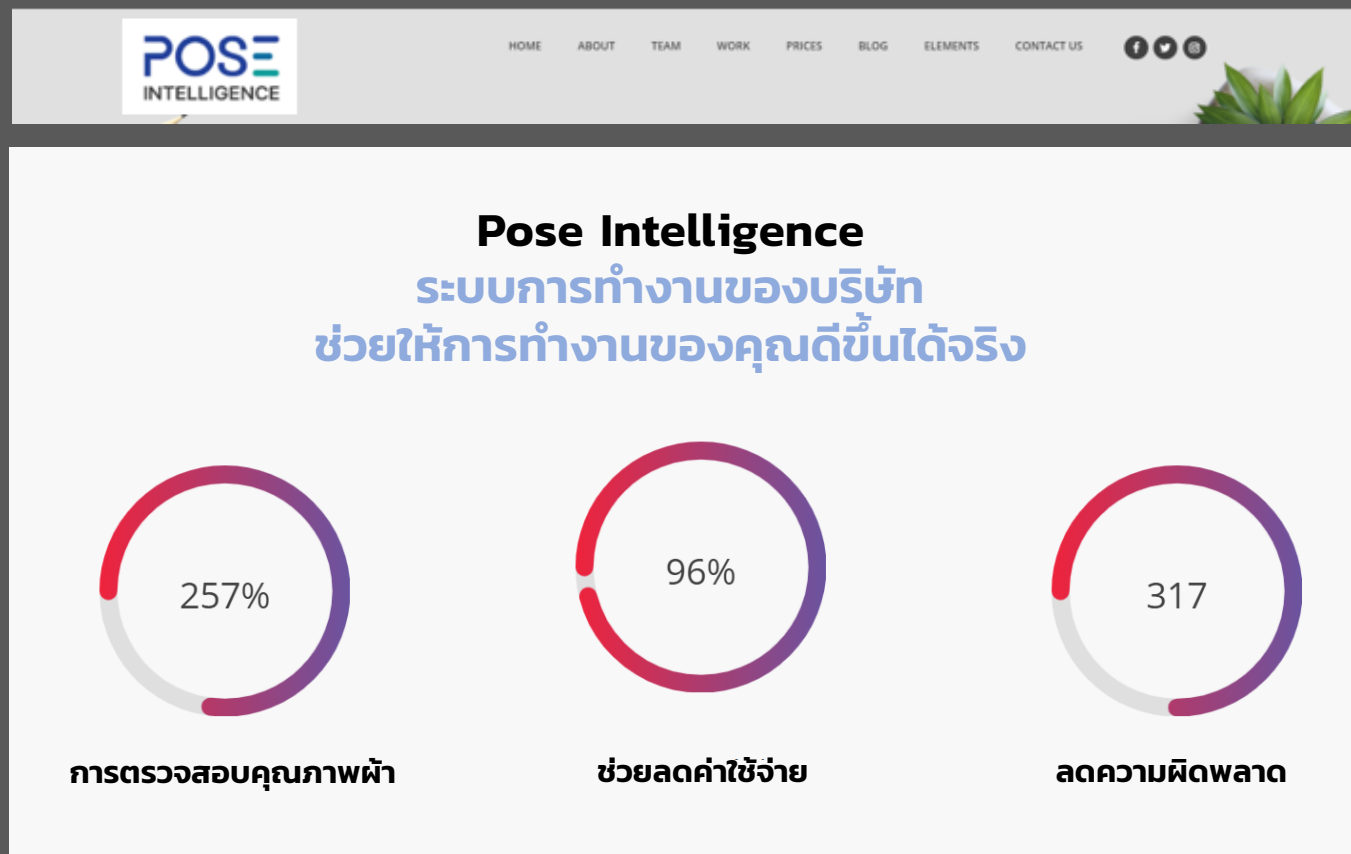 POSE
INTELLIGENCE
HOME ABOUT TEAM WORK PRICES BLOG ELEMENTS CONTACT US
Pose Intelligence
ระบบการทำงานของบริษัท
ช่วยให้การทำงานของคุณดีขึ้นได้จริง
257% 96% 317
การตรวจสอบคุณภาพผ้า ช่วยลดค่าใช้จ่าย ลดความผิดพลาด